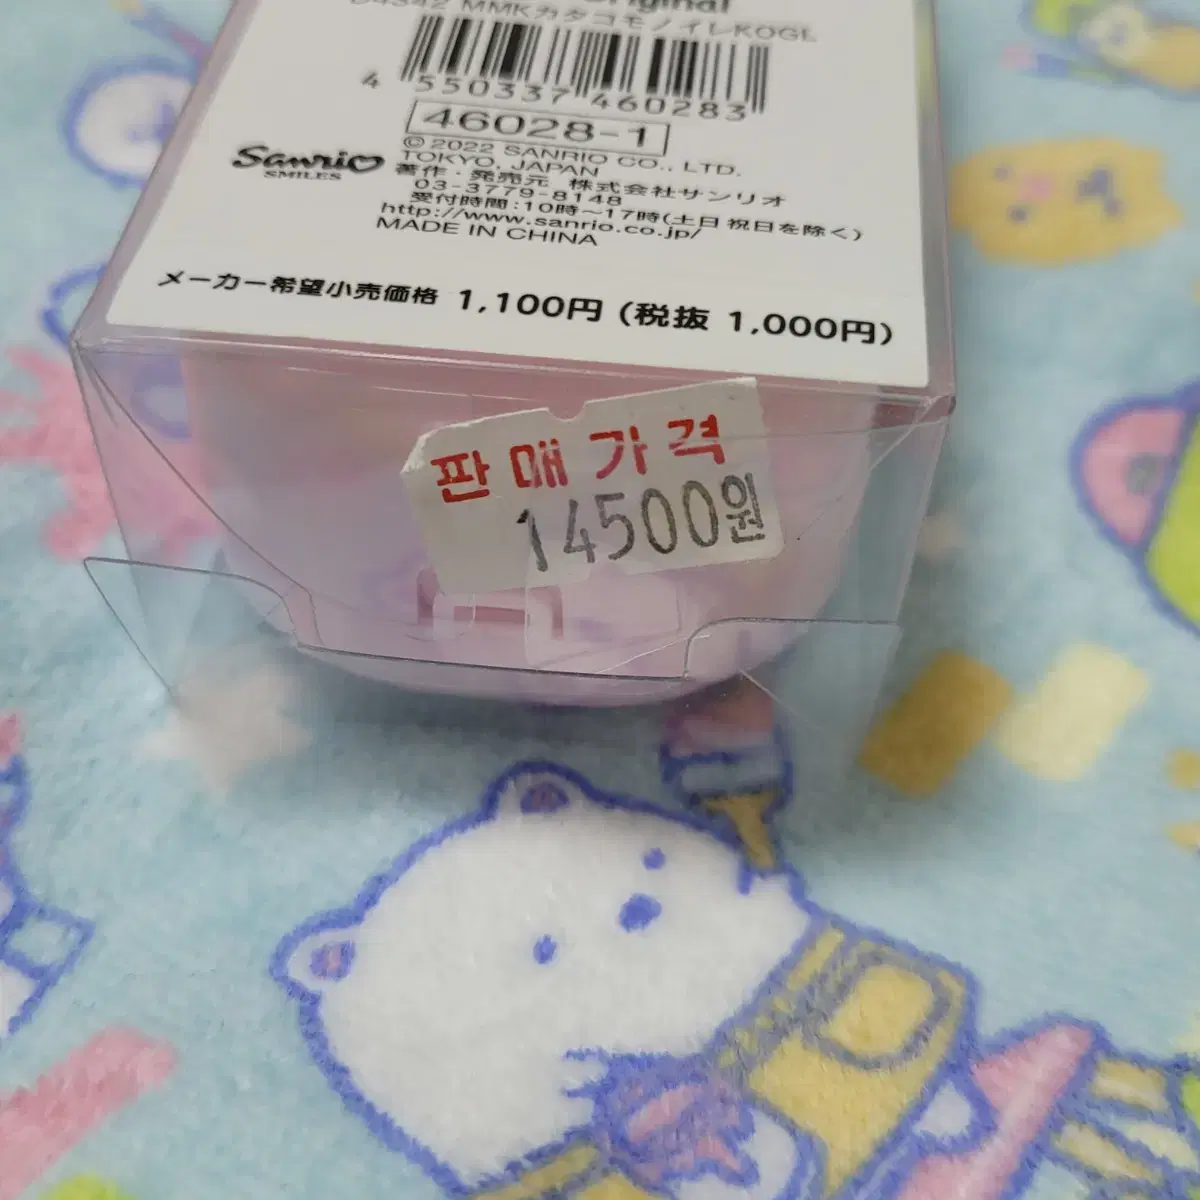 Original
MMKカタコモノイレKOGL
4 550337 460283
46028-1
© 2022 SANRIO CO., LTD.
TOKYO, JAPAN
Sanrio
SMILES
著作・発売元 株式会社サンリオ
03-3779-8148
受付時間:10時〜17時(土日祝日を除く)
http://www.sanrio.co.jp/
MADE IN CHINA
メーカー希望小売価格 1,100円 (税抜 1,000円)
판매가격
14500원